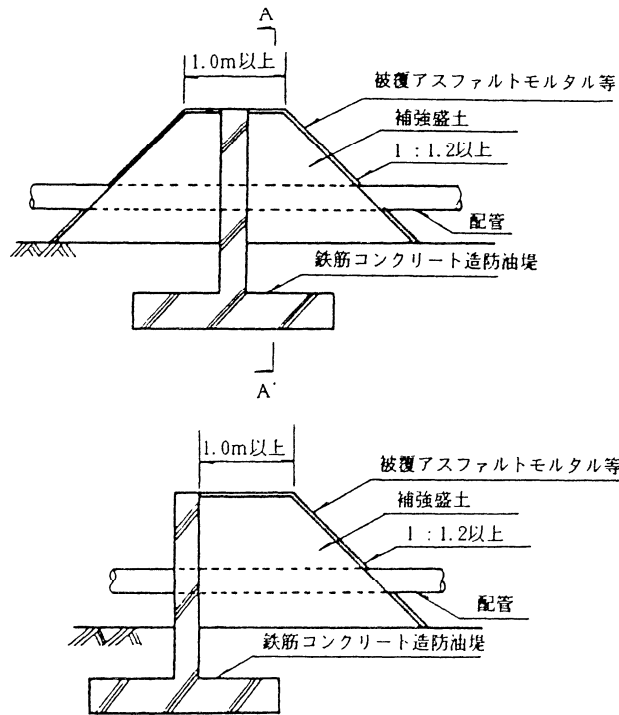 A
1.0m以上
被覆アスファルトモルタル等
補強盛土
1：1.2以上
配管
鉄筋コンクリート造防油堤
A'
1.0m以上
被覆アスファルトモルタル等
補強盛土
1：1.2以上
配管
鉄筋コンクリート造防油堤